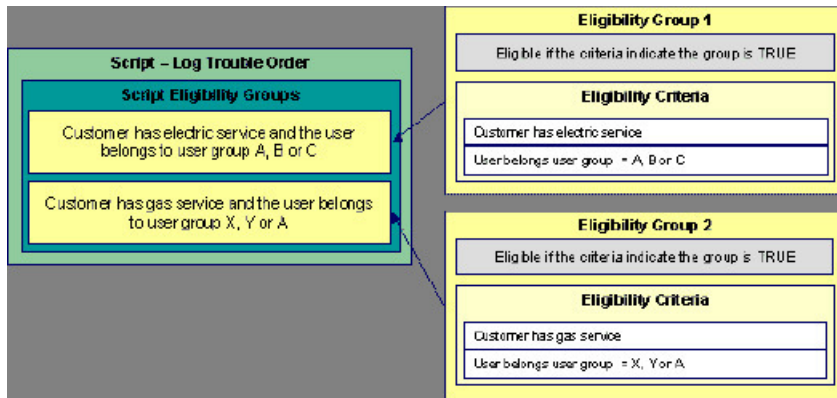 Script – Log Trouble Order
Script Eligibility Groups
Customer has electric service and the user
belongs to user group A, B or C
Customer has gas service and the user belongs
to user group X, Y or A
Eligibility Group 1
Eligible if the criteria indicate the group is TRUE
Eligibility Criteria
Customer has electric service
User belongs user group = A, B or C
Eligibility Group 2
Eligible if the criteria indicate the group is TRUE
Eligibility Criteria
Customer has gas service
User belongs user group = X, Y or A